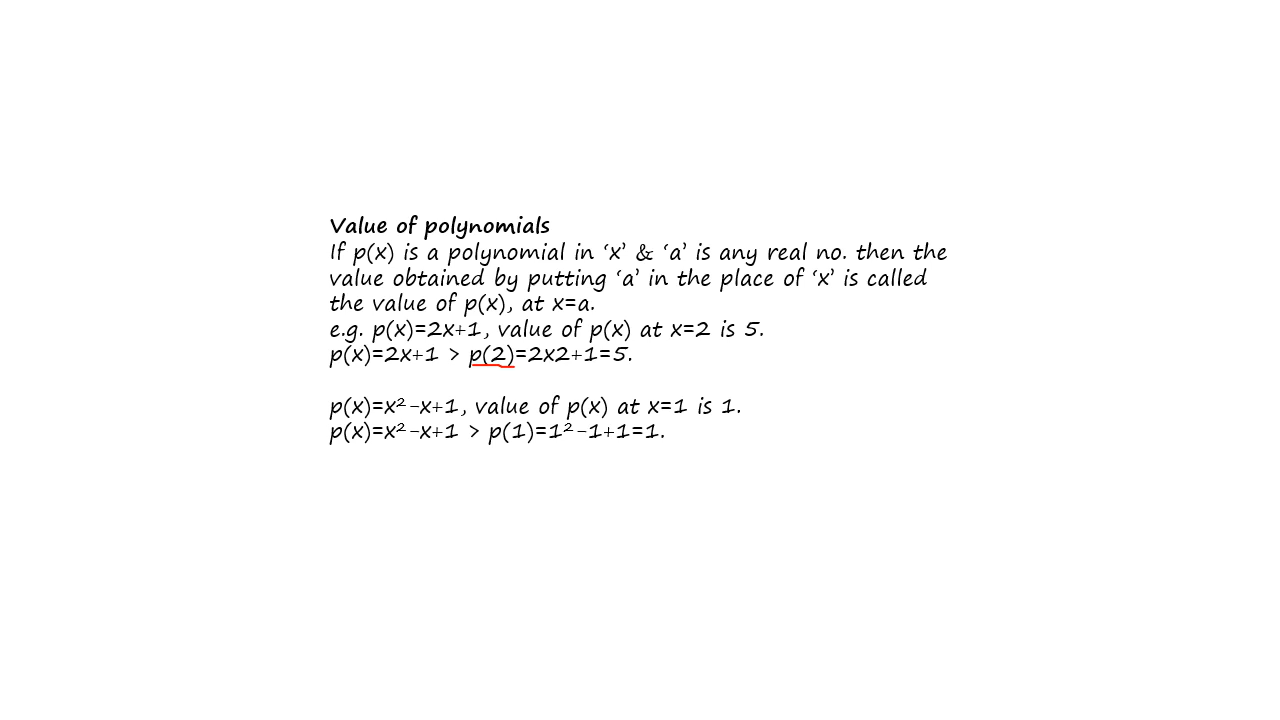 Value of polynomials
If p(x) is a polynomial in ‘x’ & ‘a’ is any real no. then the
value obtained by putting ‘a’ in the place of ‘x’ is called
the value of p(x), at x=a.
e.g. p(x)=2x+1, value of p(x) at x=2 is 5.
p(x)=2x+1 > p(2)=2x2+1=5.
p(x)=x²-x+1, value of p(x) at x=1 is 1.
p(x)=x²-x+1 > p(1)=1²-1+1=1.